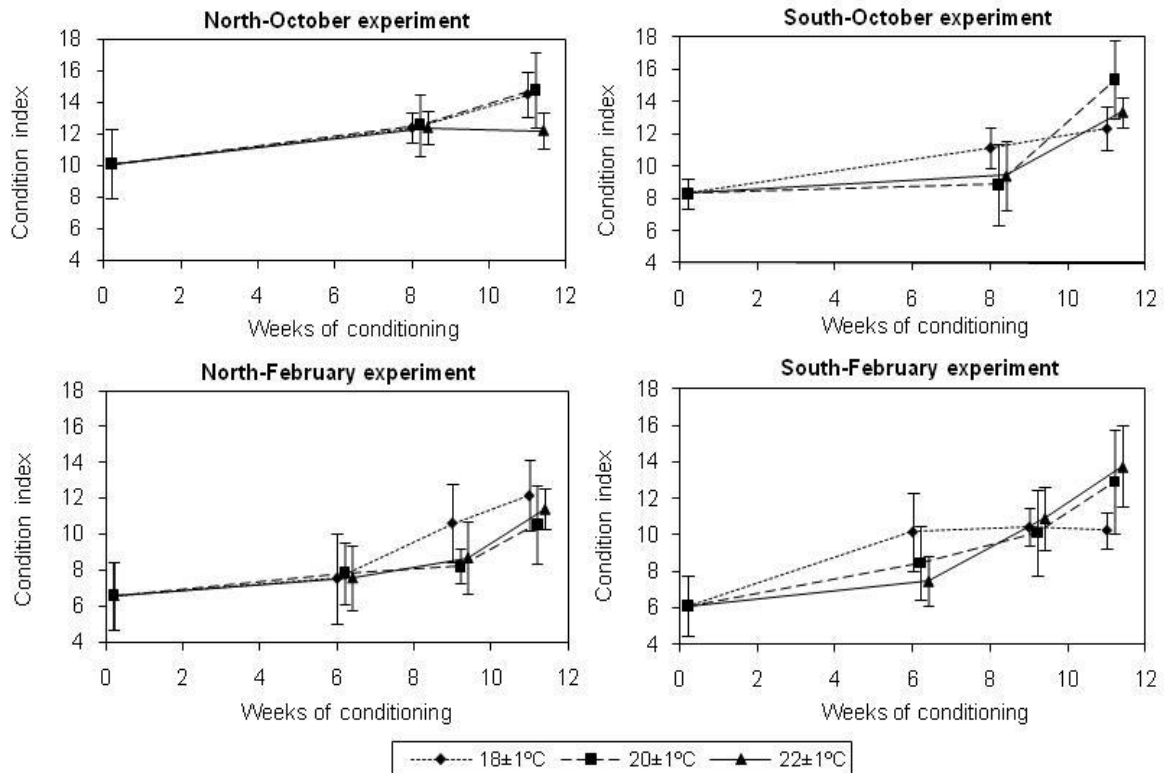 North-October experiment
18
16
14
12
10
8
6
4
Condition index
0 2 4 6 8 10 12
Weeks of conditioning
South-October experiment
18
16
14
12
10
8
6
4
Condition index
0 2 4 6 8 10 12
Weeks of conditioning
North-February experiment
18
16
14
12
10
8
6
4
Condition index
0 2 4 6 8 10 12
Weeks of conditioning
South-February experiment
18
16
14
12
10
8
6
4
Condition index
0 2 4 6 8 10 12
Weeks of conditioning
18±1ºC 20±1ºC 22±1ºC